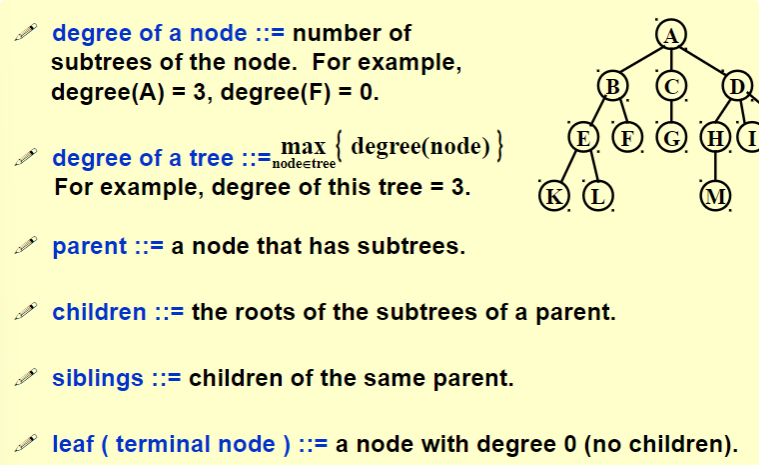 degree of a node ::= number of
subtrees of the node. For example,
degree(A) = 3, degree(F) = 0.
degree of a tree ::= max { degree(node) }
node∈tree
For example, degree of this tree = 3.
parent ::= a node that has subtrees.
children ::= the roots of the subtrees of a parent.
siblings ::= children of the same parent.
leaf ( terminal node ) ::= a node with degree 0 (no children).
A
B C D
E F G H I
K L M